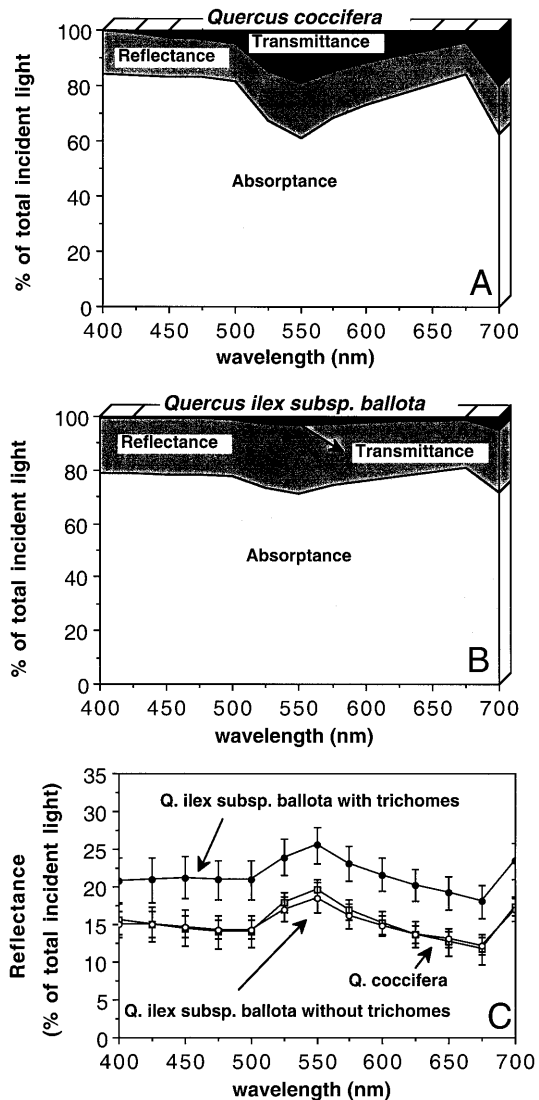 Quercus coccifera
100
80
60
40
20
0
% of total incident light
Reflectance
Transmittance
Absorptance
A
400 450 500 550 600 650 700
wavelength (nm)
Quercus ilex subsp. ballota
100
80
60
40
20
0
% of total incident light
Reflectance
Transmittance
Absorptance
B
400 450 500 550 600 650 700
wavelength (nm)
35
30
25
20
15
10
5
0
Reflectance
(% of total incident light)
Q. ilex subsp. ballota with trichomes
Q. coccifera
Q. ilex subsp. ballota without trichomes
C
400 450 500 550 600 650 700
wavelength (nm)